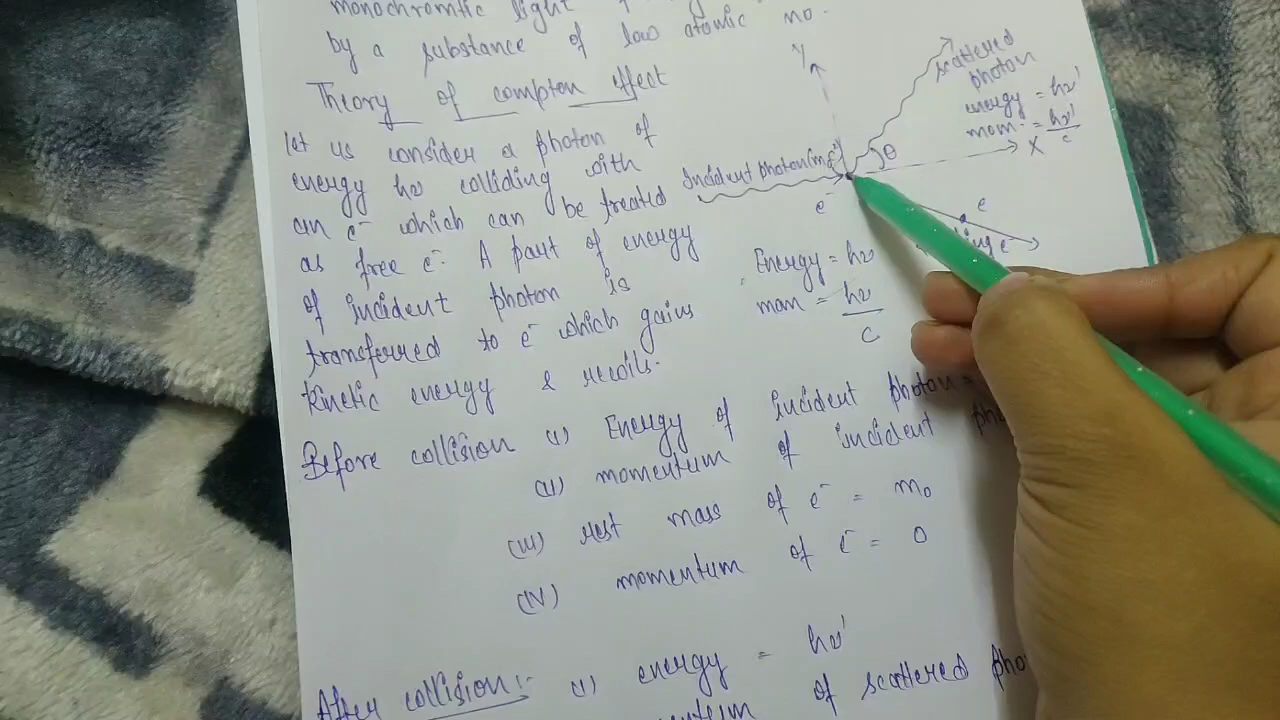 monochromtic light
by a substance of low atomic no.
Theory of compton effect
let us consider a photon of
energy hν colliding with
an e⁻ which can be treated
as free e⁻. A part of energy
of incident photon is
transferred to e⁻ which gains
kinetic energy & recoils.
Y
scattered
photon
energy = hν'
mom. = hν'/c
X
θ
Incident photon
e⁻
e
Energy = hν
mom = hν/c
Before collision (i) Energy of incident photon =
(ii) momentum of incident
(iii) rest mass of e⁻ = m₀
(iv) momentum of e⁻ = 0
After collision :- (i) energy = hν'
of scattered